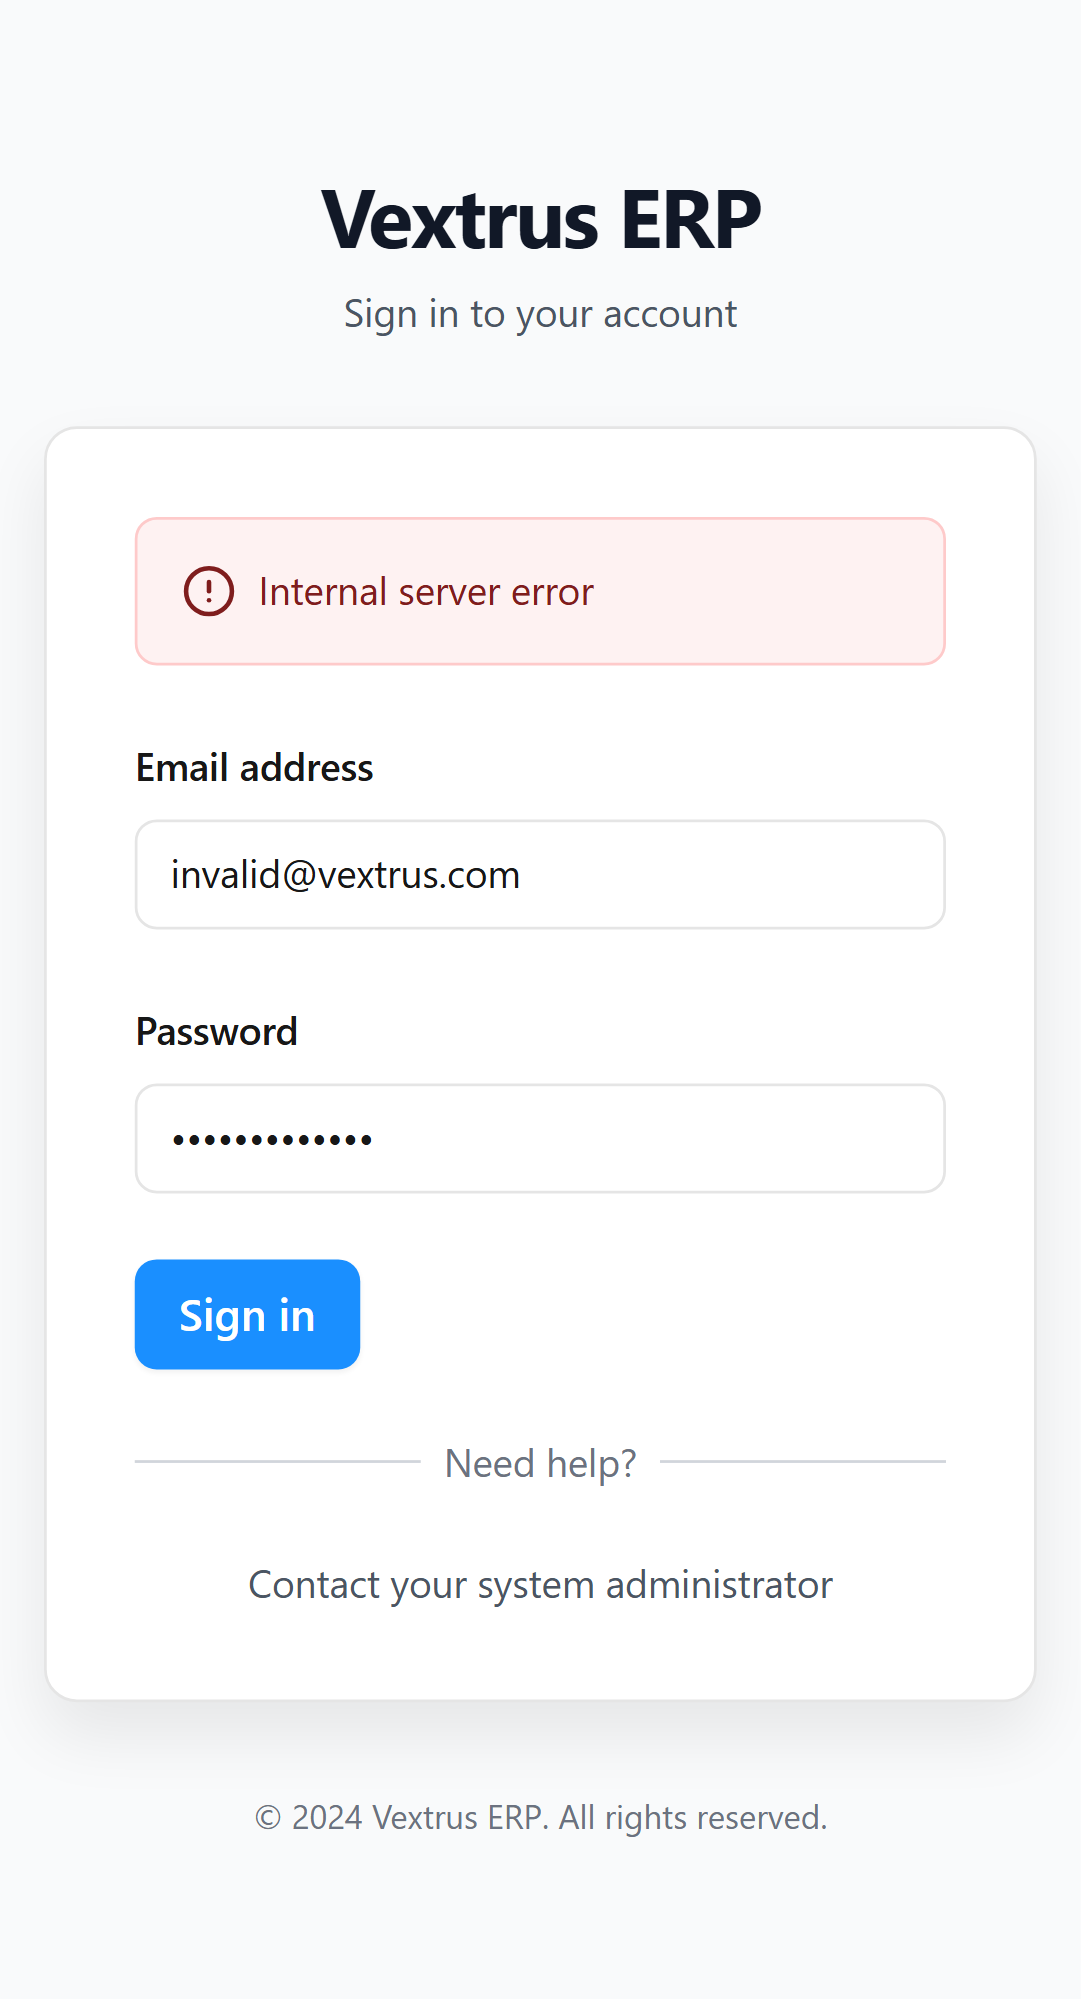 Vextrus ERP
Sign in to your account
Internal server error
Email address
invalid@vextrus.com
Password
•••••••••••••
Sign in
Need help?
Contact your system administrator
© 2024 Vextrus ERP. All rights reserved.